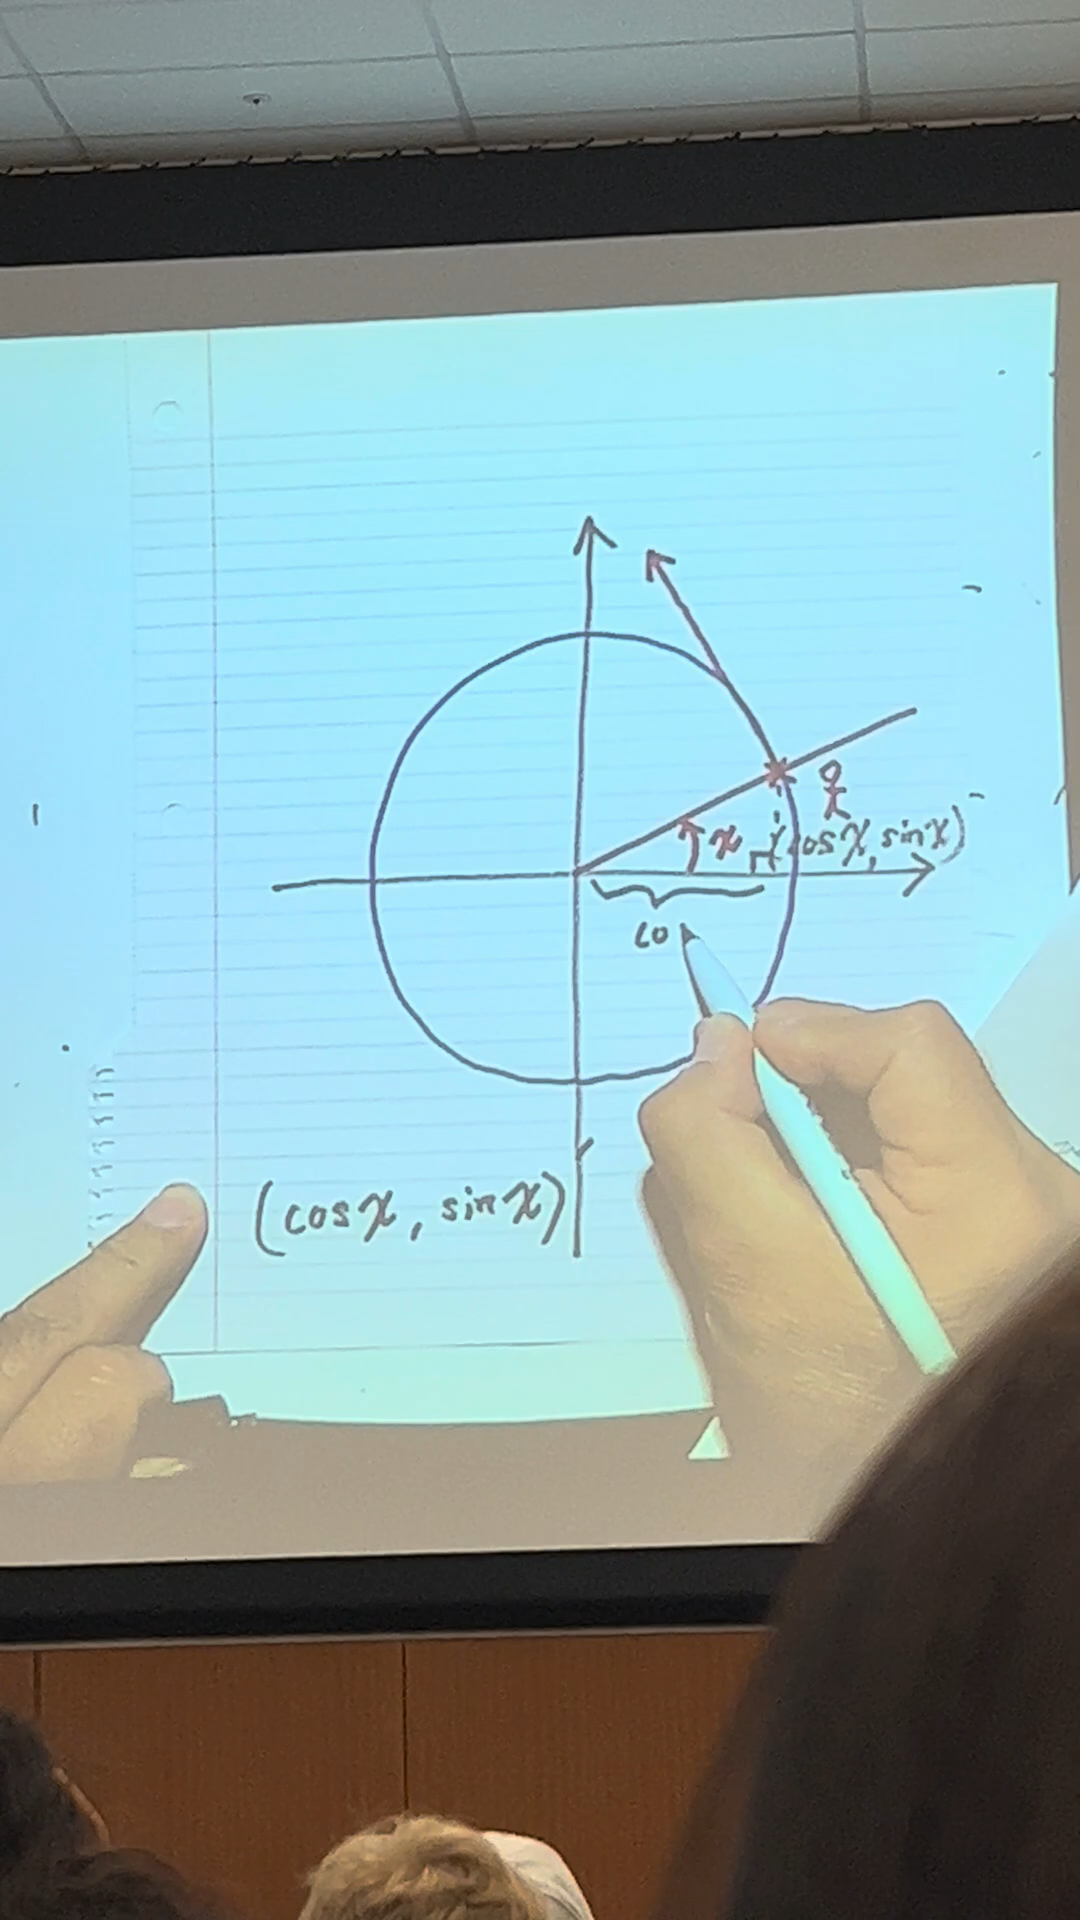 x (cos x, sin x)
co
(cos x, sin x)